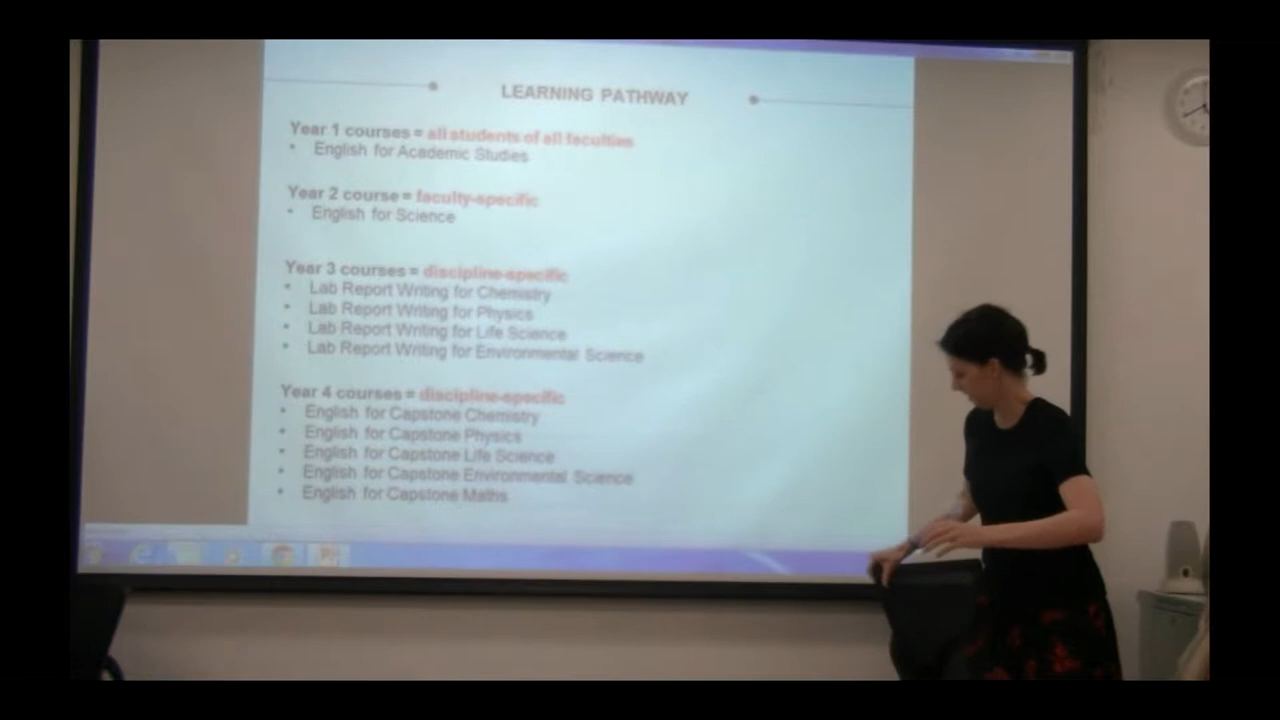 LEARNING PATHWAY
Year 1 courses = all students of all faculties
• English for Academic Studies
Year 2 course = faculty-specific
• English for Science
Year 3 courses = discipline-specific
• Lab Report Writing for Chemistry
• Lab Report Writing for Physics
• Lab Report Writing for Life Science
• Lab Report Writing for Environmental Science
Year 4 courses = discipline-specific
• English for Capstone Chemistry
• English for Capstone Physics
• English for Capstone Life Science
• English for Capstone Environmental Science
• English for Capstone Maths